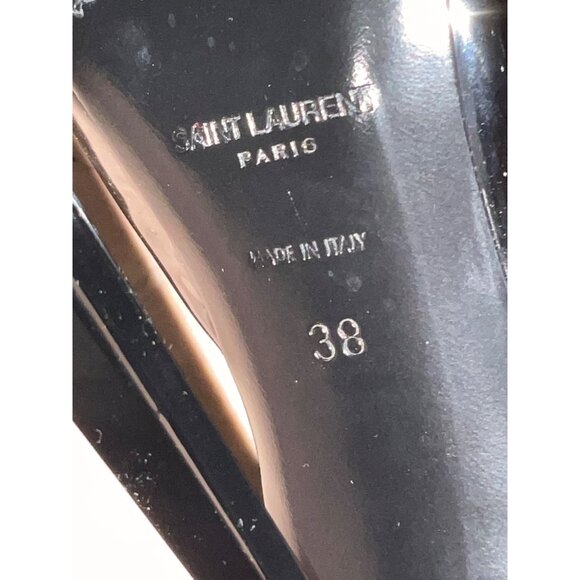 SAINT LAURENT
PARIS
MADE IN ITALY
38